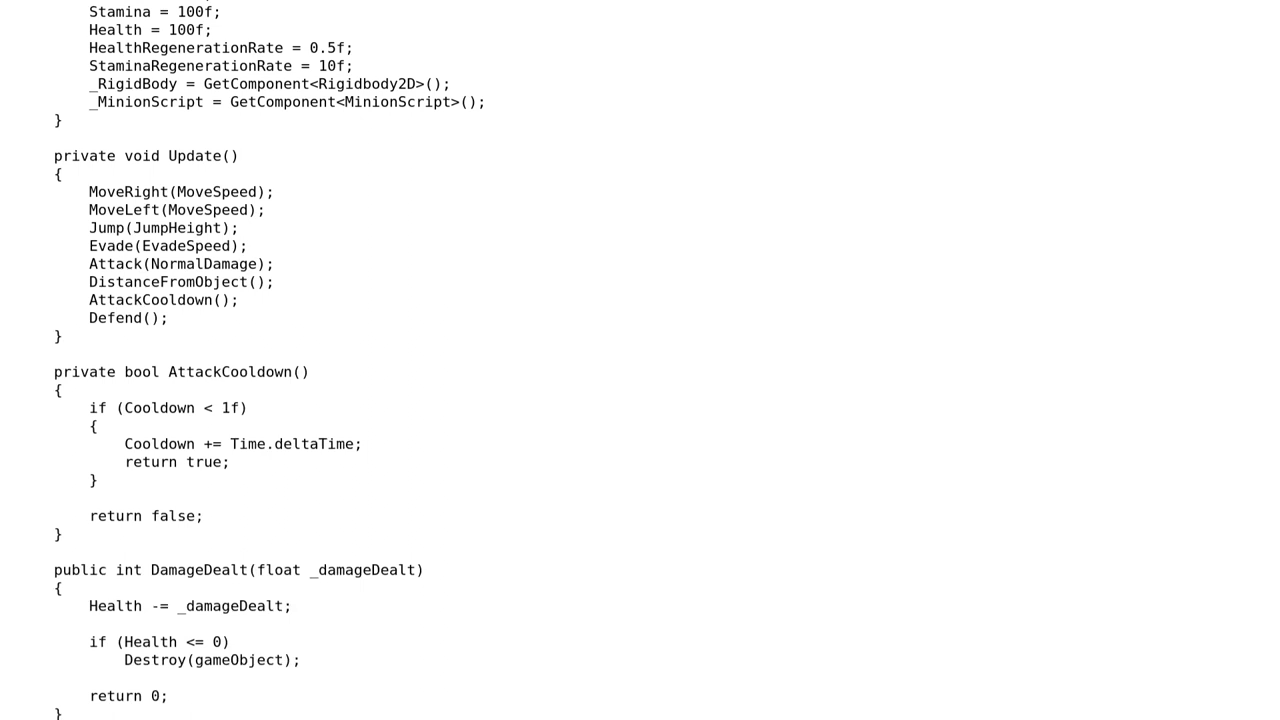 Stamina = 100f;
Health = 100f;
HealthRegenerationRate = 0.5f;
StaminaRegenerationRate = 10f;
_RigidBody = GetComponent<Rigidbody2D>();
_MinionScript = GetComponent<MinionScript>();
}
private void Update()
{
MoveRight(MoveSpeed);
MoveLeft(MoveSpeed);
Jump(JumpHeight);
Evade(EvadeSpeed);
Attack(NormalDamage);
DistanceFromObject();
AttackCooldown();
Defend();
}
private bool AttackCooldown()
{
if (Cooldown < 1f)
{
Cooldown += Time.deltaTime;
return true;
}
return false;
}
public int DamageDealt(float _damageDealt)
{
Health -= _damageDealt;
if (Health <= 0)
Destroy(gameObject);
return 0;
}